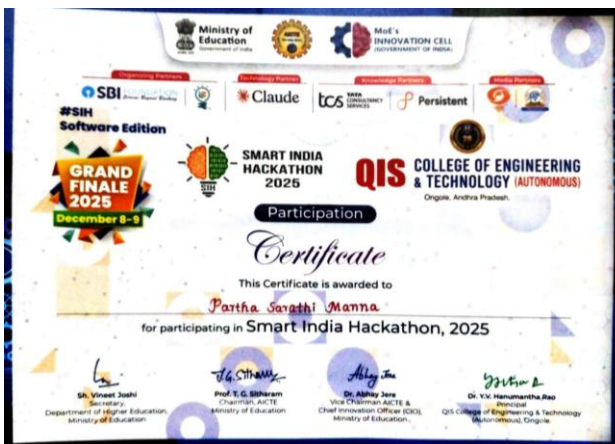 Ministry of
Education
Government of India
MoE's
INNOVATION CELL
(GOVERNMENT OF INDIA)
Organizing Partners
Technology Partner
Knowledge Partners
Media Partners
SBI FOUNDATION
Claude
tcs TATA
CONSULTANCY
SERVICES
Persistent
#SIH
Software Edition
GRAND
FINALE
2025
December 8-9
SIH
SMART INDIA
HACKATHON
2025
QIS COLLEGE OF ENGINEERING
& TECHNOLOGY (AUTONOMOUS)
Ongole, Andhra Pradesh.
Participation
Certificate
This Certificate is awarded to
Partha Sarathi Manna
for participating in Smart India Hackathon, 2025
Sh. Vineet Joshi
Secretary,
Department of Higher Education,
Ministry of Education
T.G. Sitharam
Prof. T. G. Sitharam
Chairman, AICTE
Ministry of Education
Abhay Jere
Dr. Abhay Jere
Vice Chairman AICTE &
Chief Innovation Officer (CIO),
Ministry of Education
Dr. Y.V. Hanumantha Rao
Principal
QIS College of Engineering & Technology
(Autonomous), Ongole.